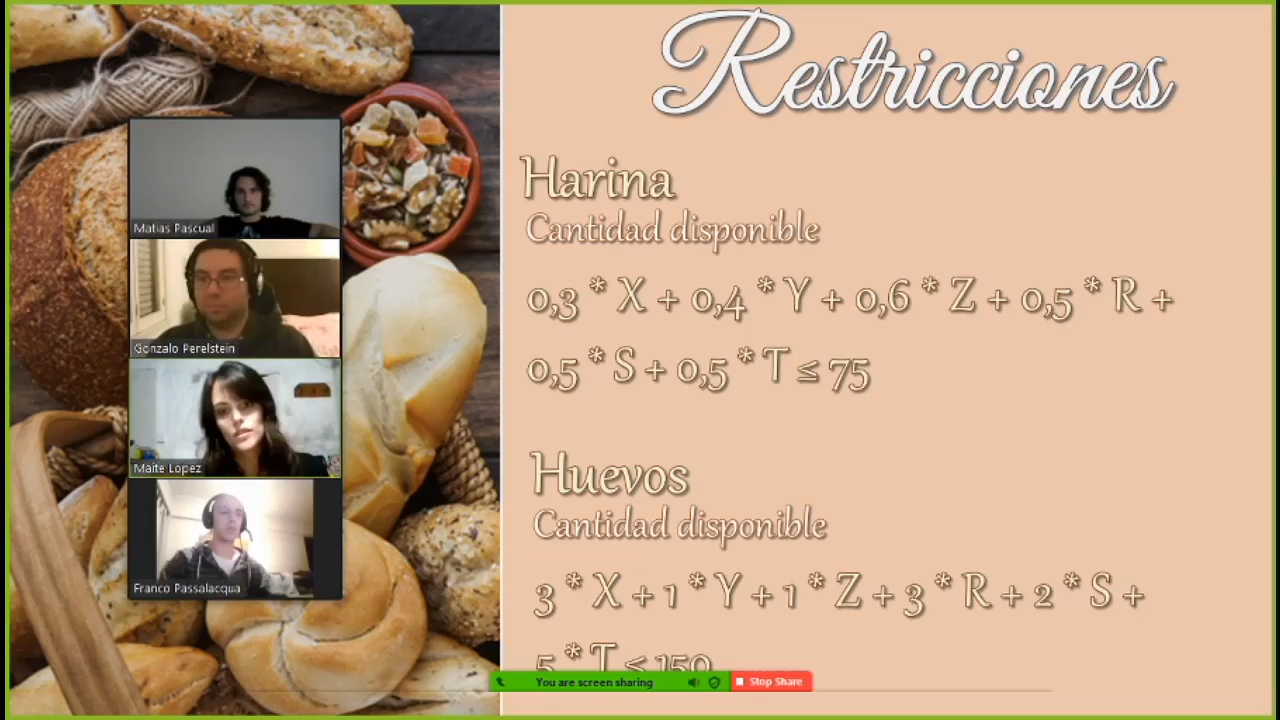 Restricciones
Harina
Cantidad disponible
0,3 * X + 0,4 * Y + 0,6 * Z + 0,5 * R +
0,5 * S + 0,5 * T ≤ 75
Huevos
Cantidad disponible
3 * X + 1 * Y + 1 * Z + 3 * R + 2 * S +
5 * T ≤ 150
Matias Pascual
Gonzalo Perelstein
Maite Lopez
Franco Passalacqua
You are screen sharing
Stop Share